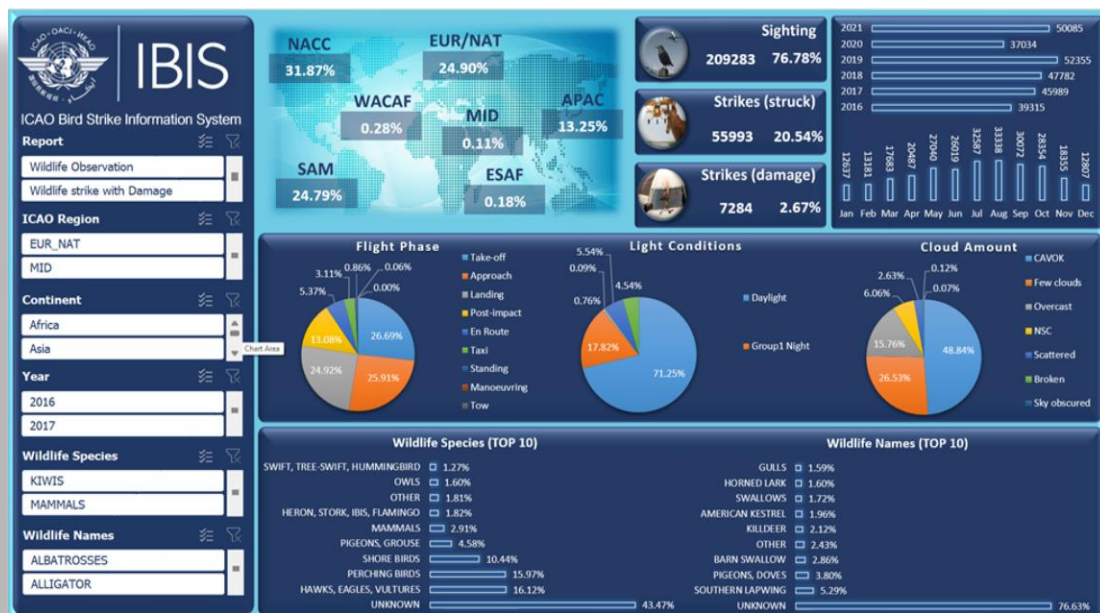 ICAO · OACI · ИКАО
IBIS
ICAO Bird Strike Information System
Report
Wildlife Observation
Wildlife strike with Damage
ICAO Region
EUR_NAT
MID
Continent
Africa
Asia
Chart Area
Year
2016
2017
Wildlife Species
KIWIS
MAMMALS
Wildlife Names
ALBATROSSES
ALLIGATOR
NACC
31.87%
EUR/NAT
24.90%
WACAF
0.28%
MID
0.11%
APAC
13.25%
SAM
24.79%
ESAF
0.18%
Sighting
209283 76.78%
Strikes (struck)
55993 20.54%
Strikes (damage)
7284 2.67%
2021 50085
2020 37034
2019 52355
2018 47782
2017 45989
2016 39315
12637 13181 17683 20487 27040 26019 32587 33338 30072 28354 18355 12807
Jan Feb Mar Apr May Jun Jul Aug Sep Oct Nov Dec
Flight Phase
26.69%
25.91%
24.92%
13.08%
5.37%
3.11%
0.86%
0.06%
0.00%
Take-off
Approach
Landing
Post-impact
En Route
Taxi
Standing
Manoeuvring
Tow
Light Conditions
71.25%
17.82%
0.76%
0.09%
5.54%
4.54%
Daylight
Group1 Night
Cloud Amount
48.84%
26.53%
15.76%
6.06%
2.63%
0.12%
0.07%
CAVOK
Few clouds
Overcast
NSC
Scattered
Broken
Sky obscured
Wildlife Species (TOP 10)
SWIFT, TREE-SWIFT, HUMMINGBIRD 1.27%
OWLS 1.60%
OTHER 1.81%
HERON, STORK, IBIS, FLAMINGO 1.82%
MAMMALS 2.91%
PIGEONS, GROUSE 4.58%
SHORE BIRDS 10.44%
PERCHING BIRDS 15.97%
HAWKS, EAGLES, VULTURES 16.12%
UNKNOWN 43.47%
Wildlife Names (TOP 10)
GULLS 1.59%
HORNED LARK 1.60%
SWALLOWS 1.72%
AMERICAN KESTREL 1.96%
KILLDEER 2.12%
OTHER 2.43%
BARN SWALLOW 2.86%
PIGEONS, DOVES 3.80%
SOUTHERN LAPWING 5.29%
UNKNOWN 76.63%